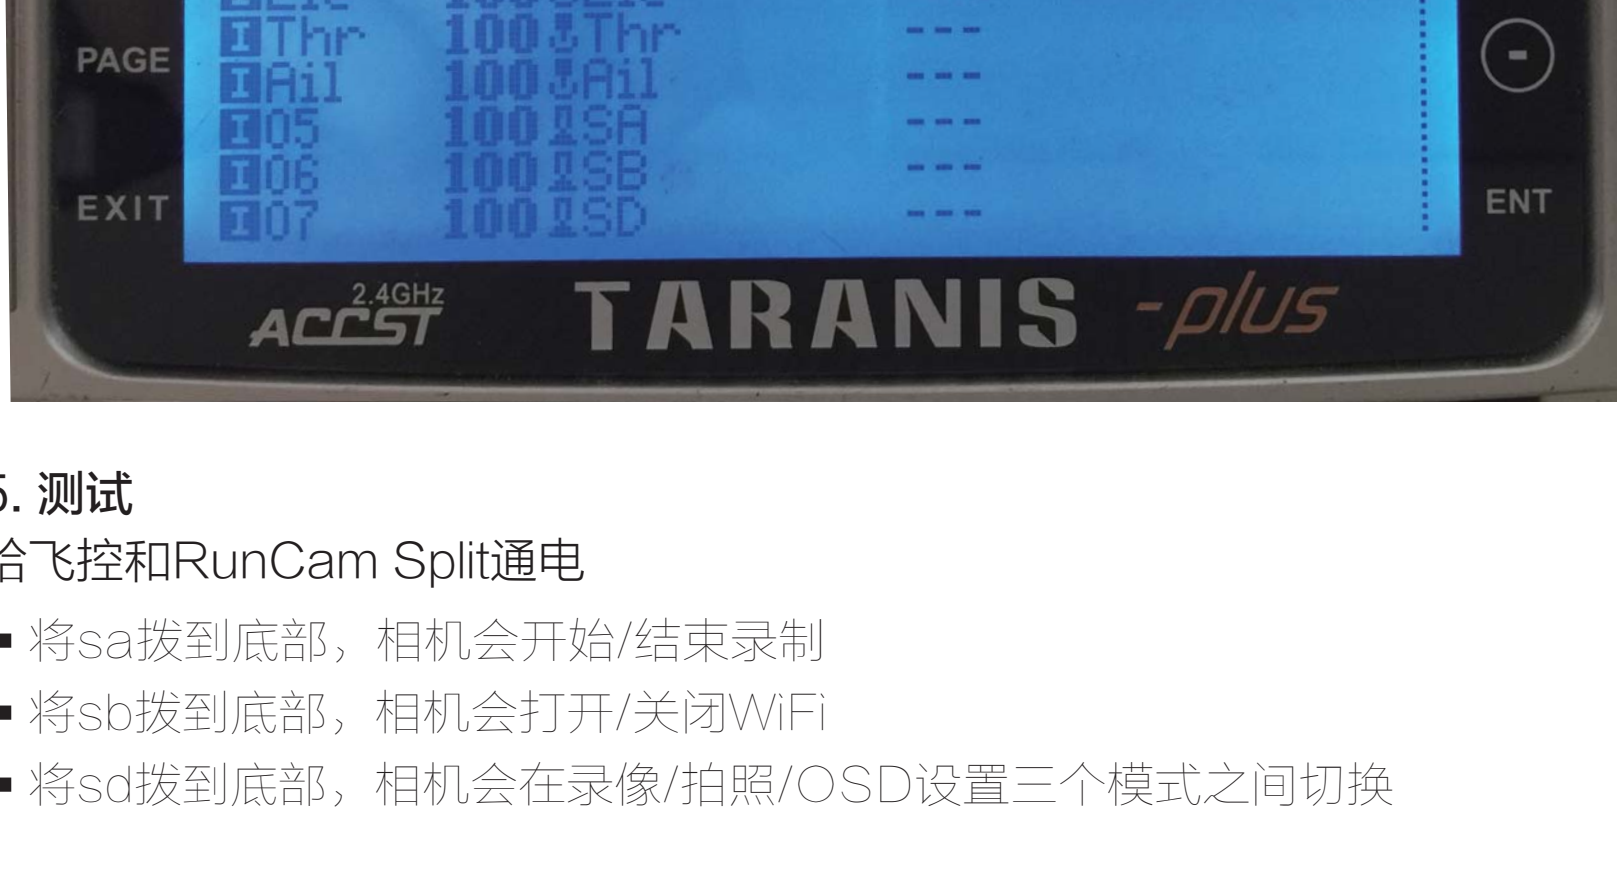 PAGE
Thr 100 Thr ---
-
Ail 100 Ail ---
05 100 SA ---
06 100 SB ---
EXIT
07 100 SD ---
ENT
2.4GHz
ACCST
TARANIS -plus
. 测试
飞控和RunCam Split通电
▪ 将sa拨到底部，相机会开始/结束录制
▪ 将sb拨到底部，相机会打开/关闭WiFi
▪ 将sd拨到底部，相机会在录像/拍照/OSD设置三个模式之间切换